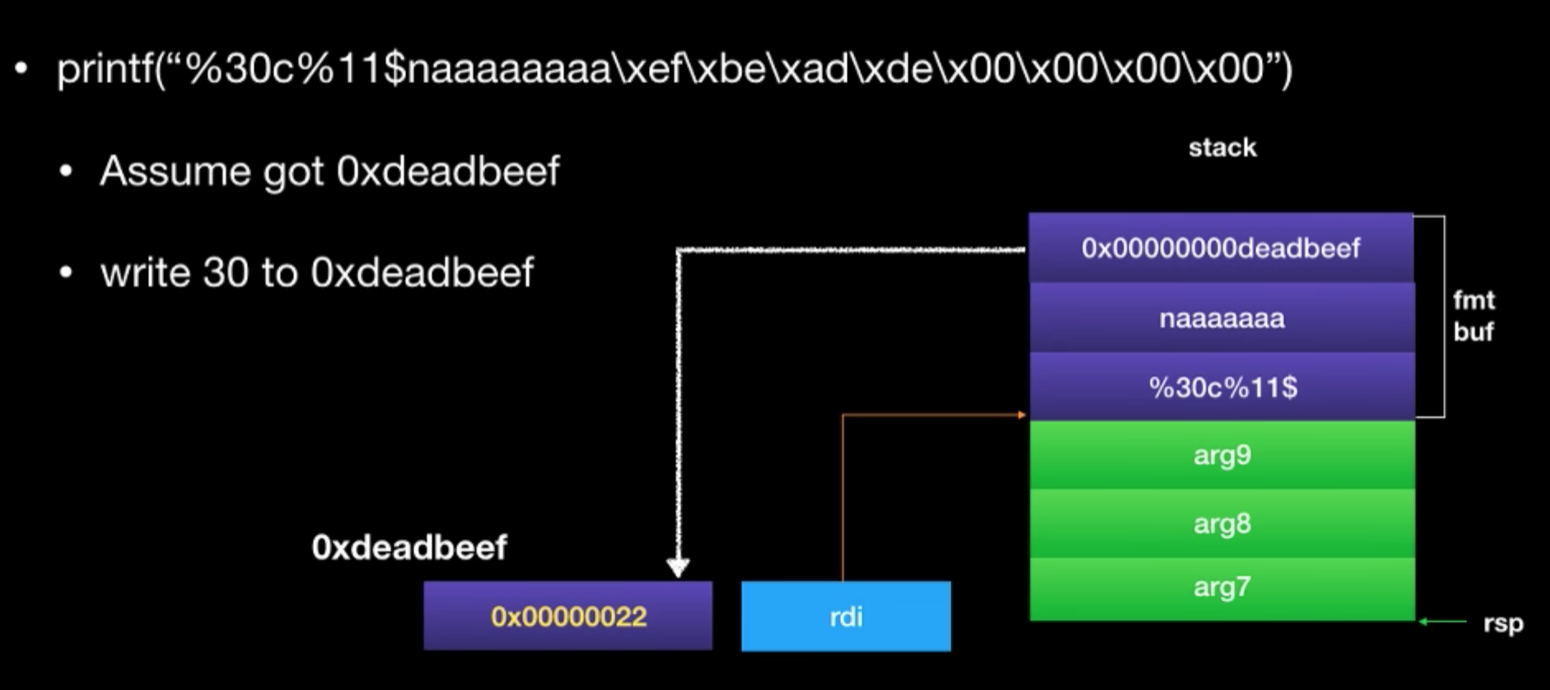 • printf(“%30c%11$naaaaaaaa\xef\xbe\xad\xde\x00\x00\x00\x00”)
• Assume got 0xdeadbeef
• write 30 to 0xdeadbeef
stack
0x00000000deadbeef
naaaaaaa
fmt
buf
%30c%11$
arg9
arg8
arg7
rsp
0xdeadbeef
0x00000022
rdi